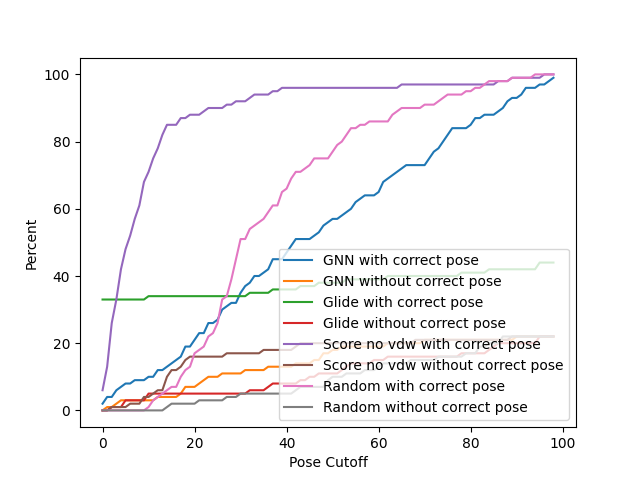 100
80
60
40
20
0
Percent
GNN with correct pose
GNN without correct pose
Glide with correct pose
Glide without correct pose
Score no vdw with correct pose
Score no vdw without correct pose
Random with correct pose
Random without correct pose
0 20 40 60 80 100
Pose Cutoff